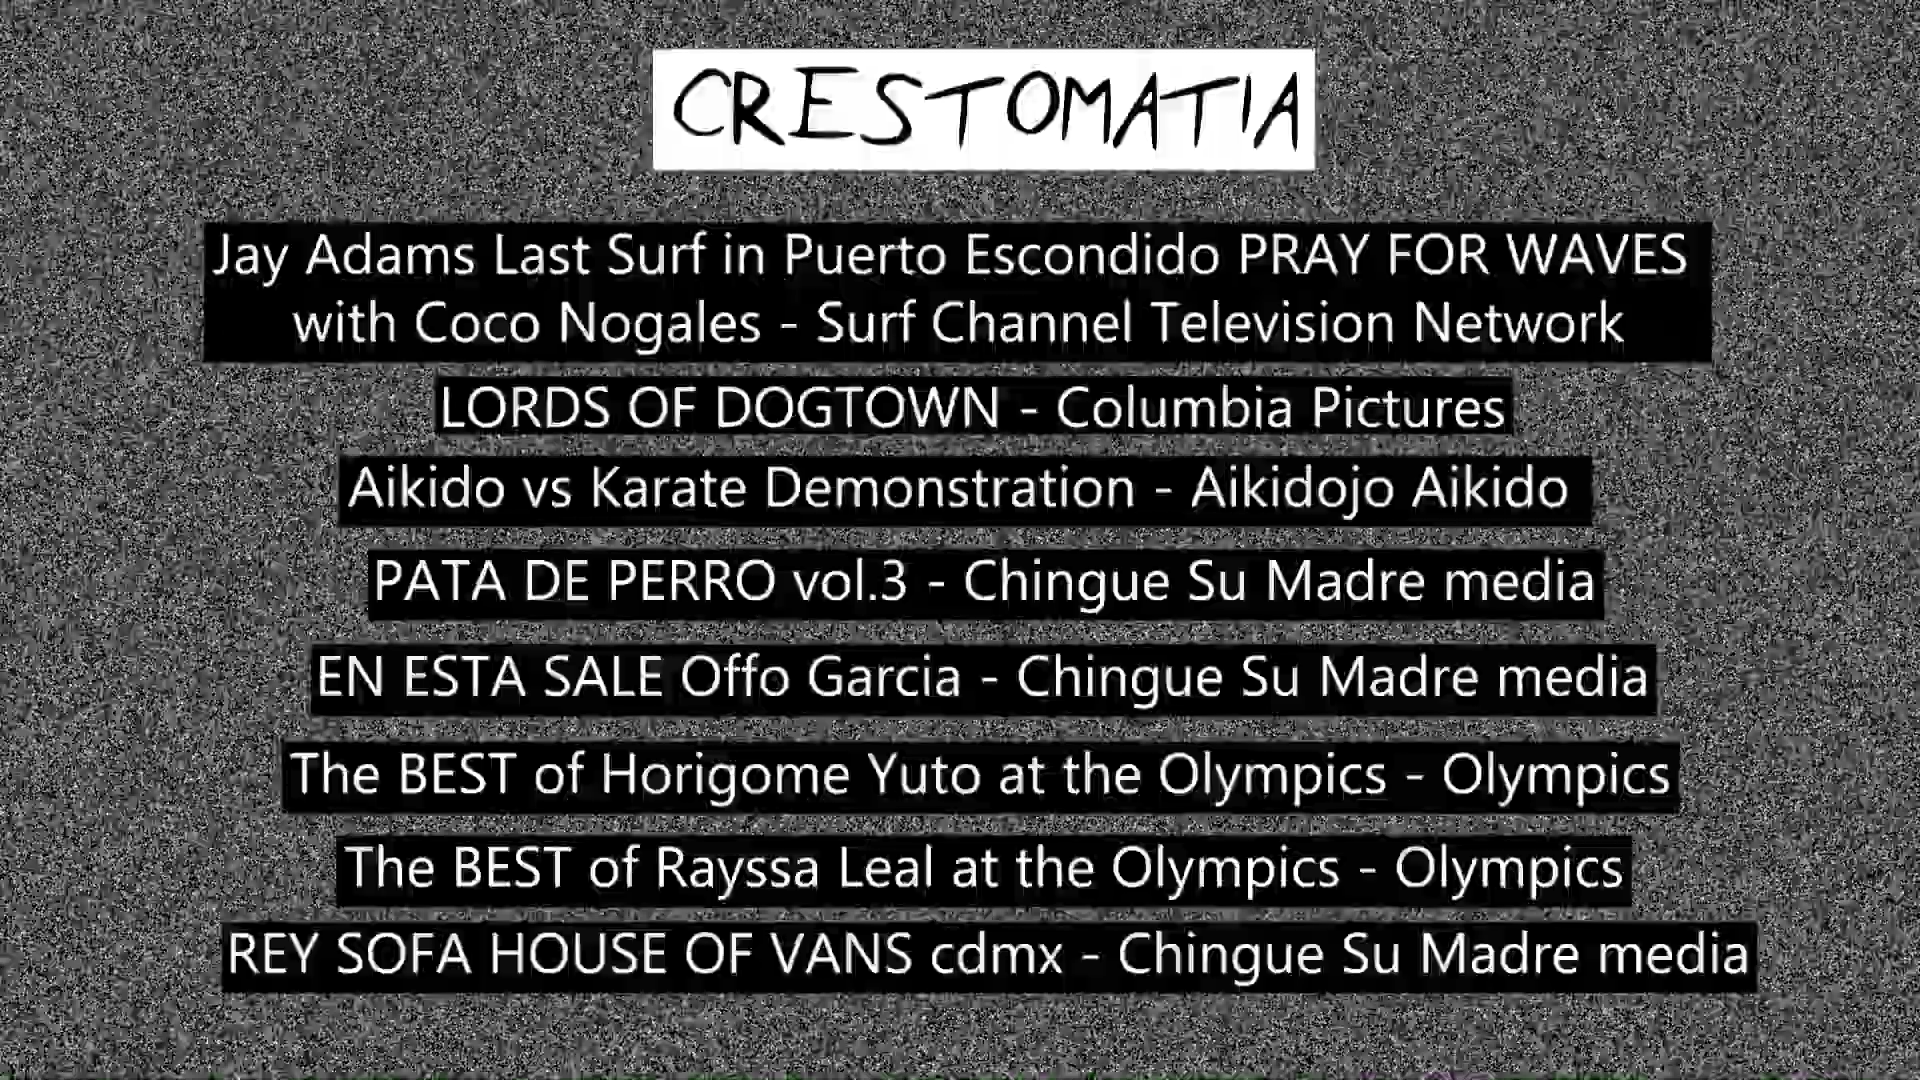 CRESTOMATIA
Jay Adams Last Surf in Puerto Escondido PRAY FOR WAVES
with Coco Nogales - Surf Channel Television Network
LORDS OF DOGTOWN - Columbia Pictures
Aikido vs Karate Demonstration - Aikidojo Aikido
PATA DE PERRO vol.3 - Chingue Su Madre media
EN ESTA SALE Offo Garcia - Chingue Su Madre media
The BEST of Horigome Yuto at the Olympics - Olympics
The BEST of Rayssa Leal at the Olympics - Olympics
REY SOFA HOUSE OF VANS cdmx - Chingue Su Madre media